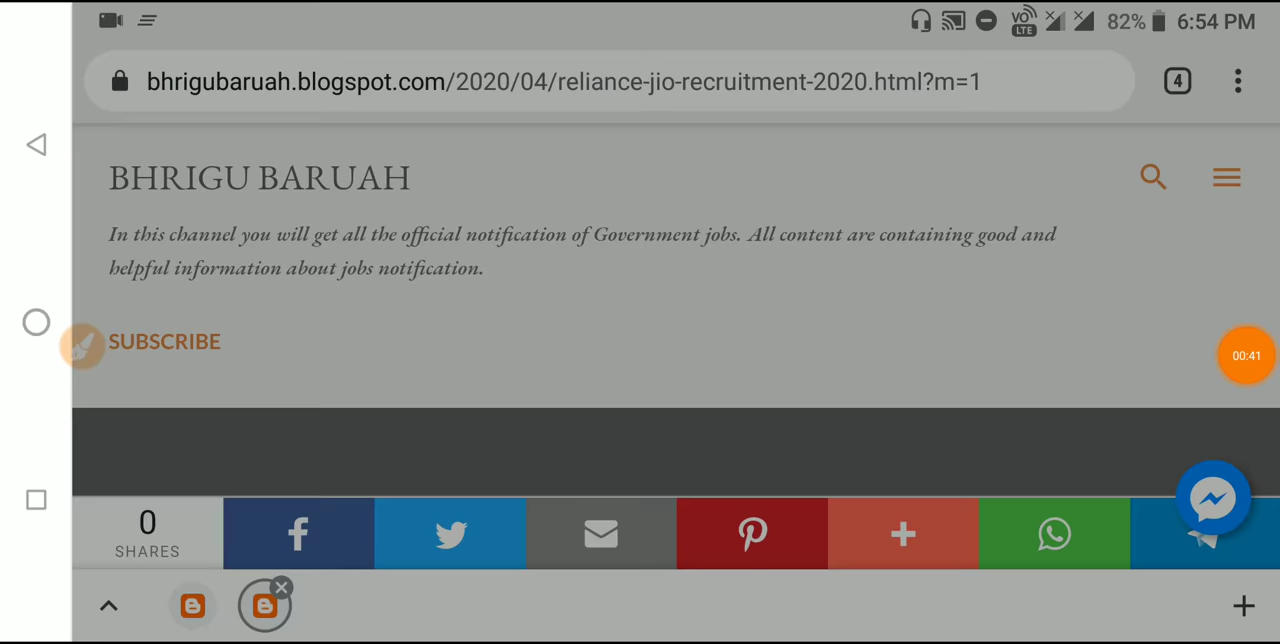 VO
LTE
82%
6:54 PM
bhrigubaruah.blogspot.com/2020/04/reliance-jio-recruitment-2020.html?m=1
4
BHRIGU BARUAH
In this channel you will get all the official notification of Government jobs. All content are containing good and
helpful information about jobs notification.
SUBSCRIBE
00:41
0
SHARES